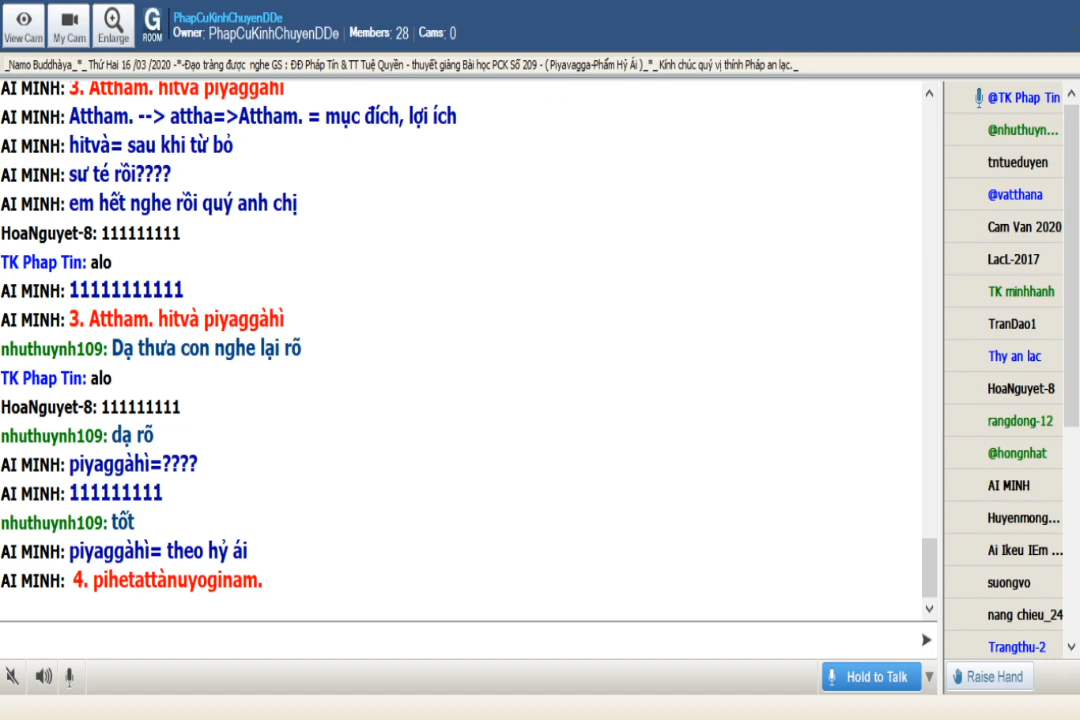 View Cam
My Cam
Enlarge
G
ROOM
PhapCuKinhChuyenDDe
Owner: PhapCuKinhChuyenDDe | Members: 28 | Cams: 0
_Namo Buddhàya_*_ Thứ Hai 16 /03 /2020 -*-Đạo tràng được nghe GS : ĐĐ Pháp Tín & TT Tuệ Quyền - thuyết giảng Bài học PCK Số 209 - ( Piyavagga-Phẩm Hỷ Ái )_*_ Kính chúc quý vị thính Pháp an lạc._
AI MINH: 3. Attham. hitvà piyaggàhì
AI MINH: Attham. --> attha=>Attham. = mục đích, lợi ích
AI MINH: hitvà= sau khi từ bỏ
AI MINH: sư té rồi????
AI MINH: em hết nghe rồi quý anh chị
HoaNguyet-8: 111111111
TK Phap Tin: alo
AI MINH: 11111111111
AI MINH: 3. Attham. hitvà piyaggàhì
nhuthuynh109: Dạ thưa con nghe lại rõ
TK Phap Tin: alo
HoaNguyet-8: 111111111
nhuthuynh109: dạ rõ
AI MINH: piyaggàhì=????
AI MINH: 111111111
nhuthuynh109: tốt
AI MINH: piyaggàhì= theo hỷ ái
AI MINH: 4. pihetattànuyoginam.
@TK Phap Tin
@nhuthuyn...
tntueduyen
@vatthana
Cam Van 2020
LacL-2017
TK minhhanh
TranDao1
Thy an lac
HoaNguyet-8
rangdong-12
@hongnhat
AI MINH
Huyenmong...
Ai Ikeu IEm ...
suongvo
nang chieu_24
Trangthu-2
Hold to Talk
Raise Hand